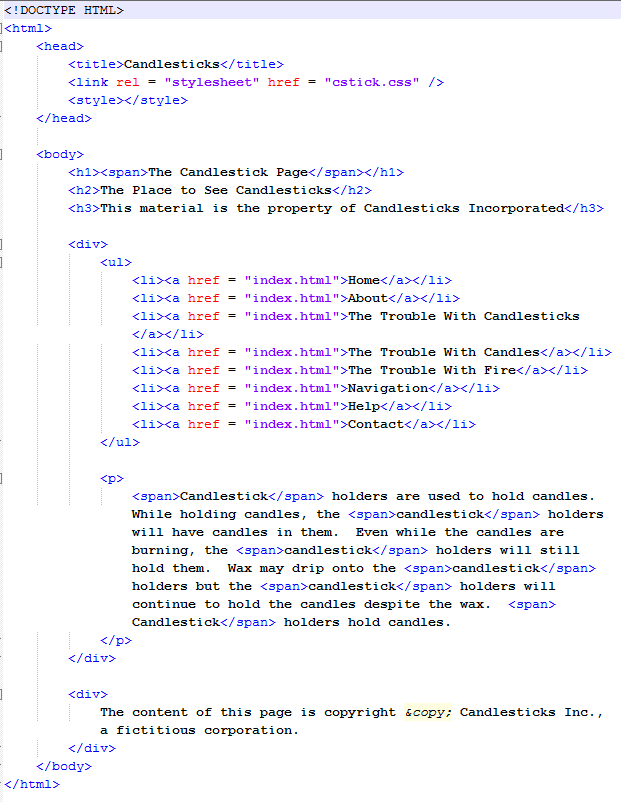 <!DOCTYPE HTML>
<html>
    <head>
        <title>Candlesticks</title>
        <link rel = "stylesheet" href = "cstick.css" />
        <style></style>
    </head>

    <body>
        <h1><span>The Candlestick Page</span></h1>
        <h2>The Place to See Candlesticks</h2>
        <h3>This material is the property of Candlesticks Incorporated</h3>

        <div>
            <ul>
                <li><a href = "index.html">Home</a></li>
                <li><a href = "index.html">About</a></li>
                <li><a href = "index.html">The Trouble With Candlesticks
                </a></li>
                <li><a href = "index.html">The Trouble With Candles</a></li>
                <li><a href = "index.html">The Trouble With Fire</a></li>
                <li><a href = "index.html">Navigation</a></li>
                <li><a href = "index.html">Help</a></li>
                <li><a href = "index.html">Contact</a></li>
            </ul>

            <p>
                <span>Candlestick</span> holders are used to hold candles.
                While holding candles, the <span>candlestick</span> holders
                will have candles in them.  Even while the candles are
                burning, the <span>candlestick</span> holders will still
                hold them.  Wax may drip onto the <span>candlestick</span>
                holders but the <span>candlestick</span> holders will
                continue to hold the candles despite the wax.  <span>
                Candlestick</span> holders hold candles.
            </p>
        </div>

        <div>
            The content of this page is copyright &copy; Candlesticks Inc.,
            a fictitious corporation.
        </div>
    </body>
</html>